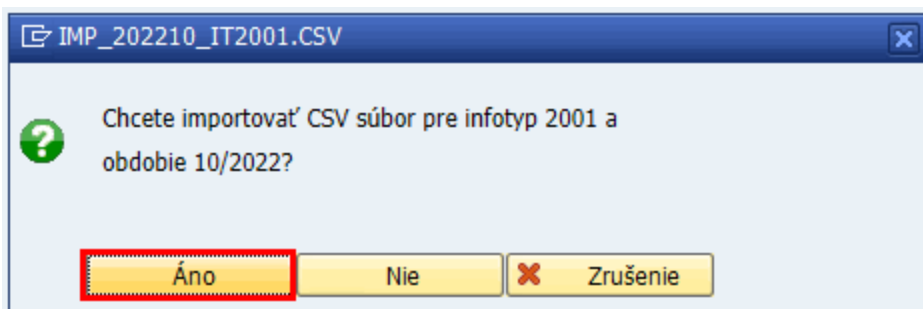 IMP_202210_IT2001.CSV
Chcete importovať CSV súbor pre infotyp 2001 a
obdobie 10/2022?
Áno
Nie
Zrušenie